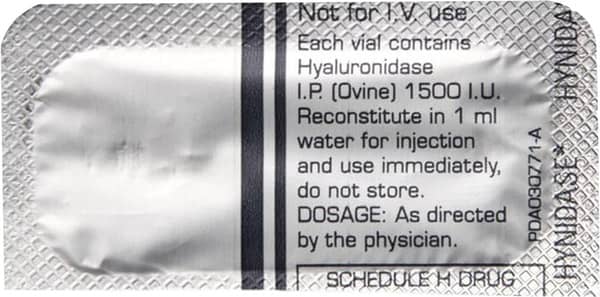 Not for I.V. use
Each vial contains
Hyaluronidase
I.P. (Ovine) 1500 I.U.
Reconstitute in 1 ml
water for injection
and use immediately,
do not store.
DOSAGE: As directed
by the physician.
SCHEDULE H DRUG
PDA030771-A
HYNIDASE® HYNIDA